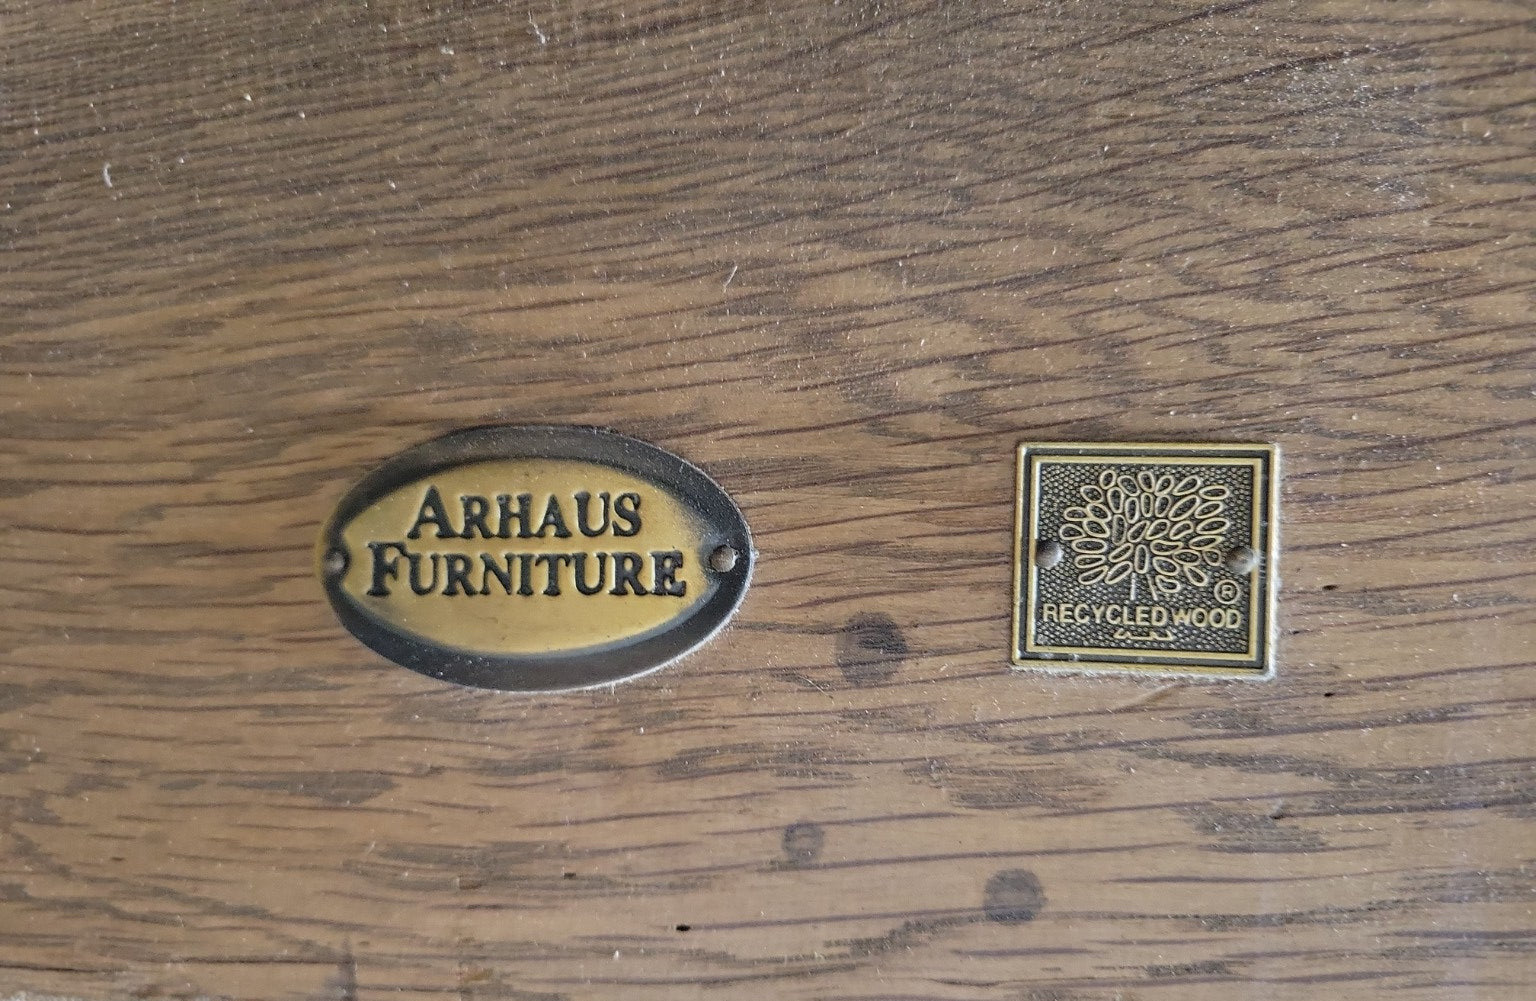 ARHAUS
FURNITURE
®
RECYCLED WOOD